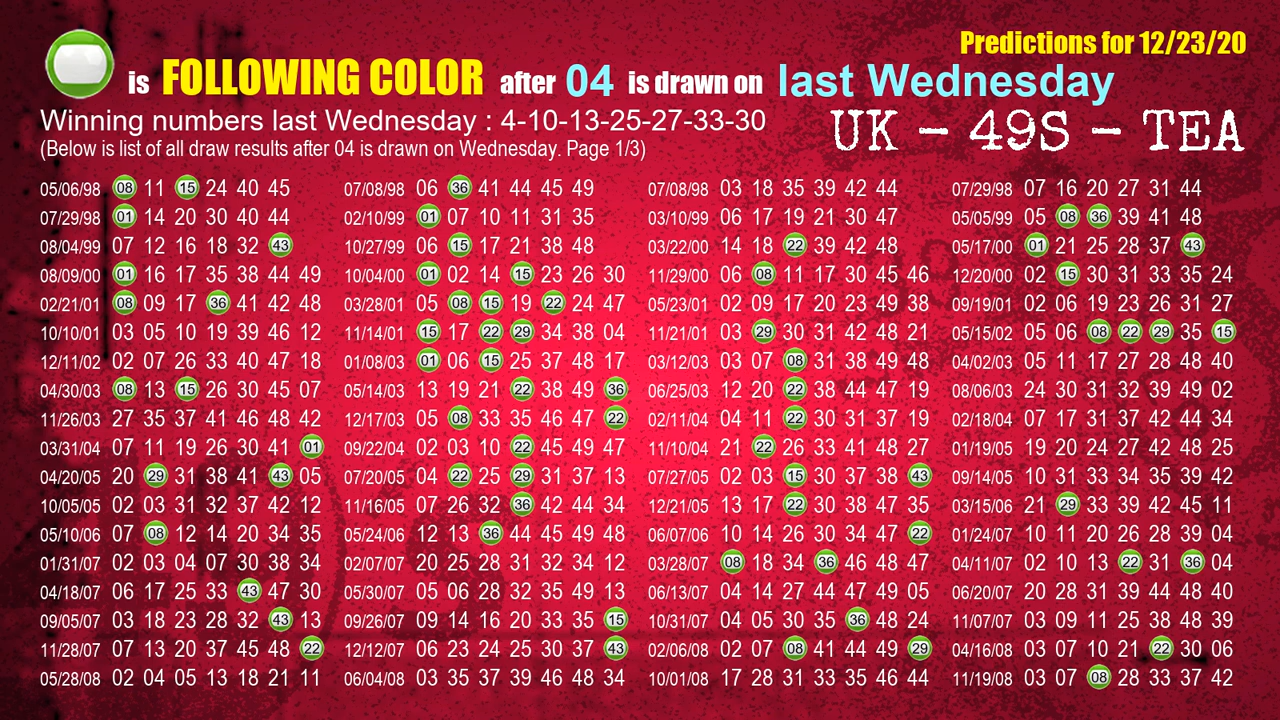 Predictions for 12/23/20
is FOLLOWING COLOR after 04 is drawn on last Wednesday
Winning numbers last Wednesday : 4-10-13-25-27-33-30
UK - 49S - TEA
(Below is list of all draw results after 04 is drawn on Wednesday. Page 1/3)
05/06/98 08 11 15 24 40 45 07/08/98 06 36 41 44 45 49 07/08/98 03 18 35 39 42 44 07/29/98 07 16 20 27 31 44
07/29/98 01 14 20 30 40 44 02/10/99 01 07 10 11 31 35 03/10/99 06 17 19 21 30 47 05/05/99 05 08 36 39 41 48
08/04/99 07 12 16 18 32 43 10/27/99 06 15 17 21 38 48 03/22/00 14 18 22 39 42 48 05/17/00 01 21 25 28 37 43
08/09/00 01 16 17 35 38 44 49 10/04/00 01 02 14 15 23 26 30 11/29/00 06 08 11 17 30 45 46 12/20/00 02 15 30 31 33 35 24
02/21/01 08 09 17 36 41 42 48 03/28/01 05 08 15 19 22 24 47 05/23/01 02 09 17 20 23 49 38 09/19/01 02 06 19 23 26 31 27
10/10/01 03 05 10 19 39 46 12 11/14/01 15 17 22 29 34 38 04 11/21/01 03 29 30 31 42 48 21 05/15/02 05 06 08 22 29 35 15
12/11/02 02 07 26 33 40 47 18 01/08/03 01 06 15 25 37 48 17 03/12/03 03 07 08 31 38 49 48 04/02/03 05 11 17 27 28 48 40
04/30/03 08 13 15 26 30 45 07 05/14/03 13 19 21 22 38 49 36 06/25/03 12 20 22 38 44 47 19 08/06/03 24 30 31 32 39 49 02
11/26/03 27 35 37 41 46 48 42 12/17/03 05 08 33 35 46 47 22 02/11/04 04 11 22 30 31 37 19 02/18/04 07 17 31 37 42 44 34
03/31/04 07 11 19 26 30 41 01 09/22/04 02 03 10 22 45 49 47 11/10/04 21 22 26 33 41 48 27 01/19/05 19 20 24 27 42 48 25
04/20/05 20 29 31 38 41 43 05 07/20/05 04 22 25 29 31 37 13 07/27/05 02 03 15 30 37 38 43 09/14/05 10 31 33 34 35 39 42
10/05/05 02 03 31 32 37 42 12 11/16/05 07 26 32 36 42 44 34 12/21/05 13 17 22 30 38 47 35 03/15/06 21 29 33 39 42 45 11
05/10/06 07 08 12 14 20 34 35 05/24/06 12 13 36 44 45 49 48 06/07/06 10 14 26 30 34 47 22 01/24/07 10 11 20 26 28 39 04
01/31/07 02 03 04 07 30 38 34 02/07/07 20 25 28 31 32 34 12 03/28/07 08 18 34 36 46 48 47 04/11/07 02 10 13 22 31 36 04
04/18/07 06 17 25 33 43 47 30 05/30/07 05 06 28 32 35 49 13 06/13/07 04 14 27 44 47 49 05 06/20/07 20 28 31 39 44 48 40
09/05/07 03 18 23 28 32 43 13 09/26/07 09 14 16 20 33 35 15 10/31/07 04 05 30 35 36 48 24 11/07/07 03 09 11 25 38 48 39
11/28/07 07 13 20 37 45 48 22 12/12/07 06 23 24 25 30 37 43 02/06/08 02 07 08 41 44 49 29 04/16/08 03 07 10 21 22 30 06
05/28/08 02 04 05 13 18 21 11 06/04/08 03 35 37 39 46 48 34 10/01/08 17 28 31 33 35 46 44 11/19/08 03 07 08 28 33 37 42